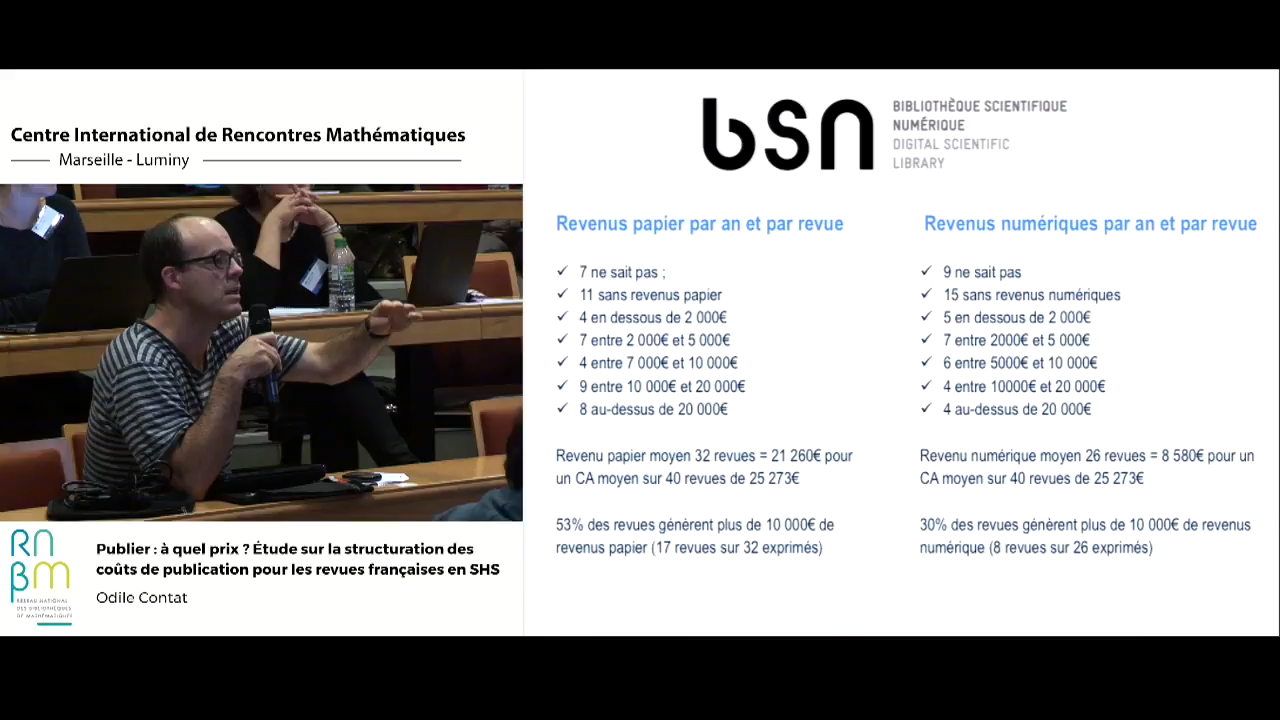 Centre International de Rencontres Mathématiques
Marseille - Luminy
RNBM
RÉSEAU NATIONAL
DES BIBLIOTHÈQUES
DE MATHÉMATIQUES
Publier : à quel prix ? Étude sur la structuration des
coûts de publication pour les revues françaises en SHS
Odile Contat
bsn
BIBLIOTHÈQUE SCIENTIFIQUE
NUMÉRIQUE
DIGITAL SCIENTIFIC
LIBRARY
Revenus papier par an et par revue
✓ 7 ne sait pas ;
✓ 11 sans revenus papier
✓ 4 en dessous de 2 000€
✓ 7 entre 2 000€ et 5 000€
✓ 4 entre 7 000€ et 10 000€
✓ 9 entre 10 000€ et 20 000€
✓ 8 au-dessus de 20 000€
Revenu papier moyen 32 revues = 21 260€ pour
un CA moyen sur 40 revues de 25 273€
53% des revues génèrent plus de 10 000€ de
revenus papier (17 revues sur 32 exprimés)
Revenus numériques par an et par revue
✓ 9 ne sait pas
✓ 15 sans revenus numériques
✓ 5 en dessous de 2 000€
✓ 7 entre 2000€ et 5 000€
✓ 6 entre 5000€ et 10 000€
✓ 4 entre 10000€ et 20 000€
✓ 4 au-dessus de 20 000€
Revenu numérique moyen 26 revues = 8 580€ pour un
CA moyen sur 40 revues de 25 273€
30% des revues génèrent plus de 10 000€ de revenus
numérique (8 revues sur 26 exprimés)